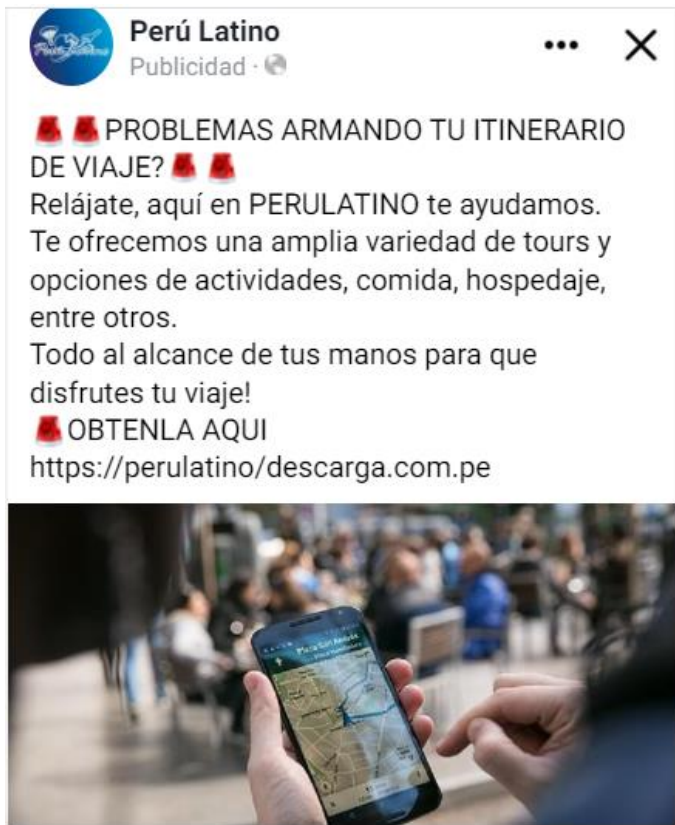 Perú Latino
Publicidad ·
🚨🚨PROBLEMAS ARMANDO TU ITINERARIO
DE VIAJE?🚨🚨
Relájate, aquí en PERULATINO te ayudamos.
Te ofrecemos una amplia variedad de tours y
opciones de actividades, comida, hospedaje,
entre otros.
Todo al alcance de tus manos para que
disfrutes tu viaje!
🚨OBTENLA AQUI
https://perulatino/descarga.com.pe